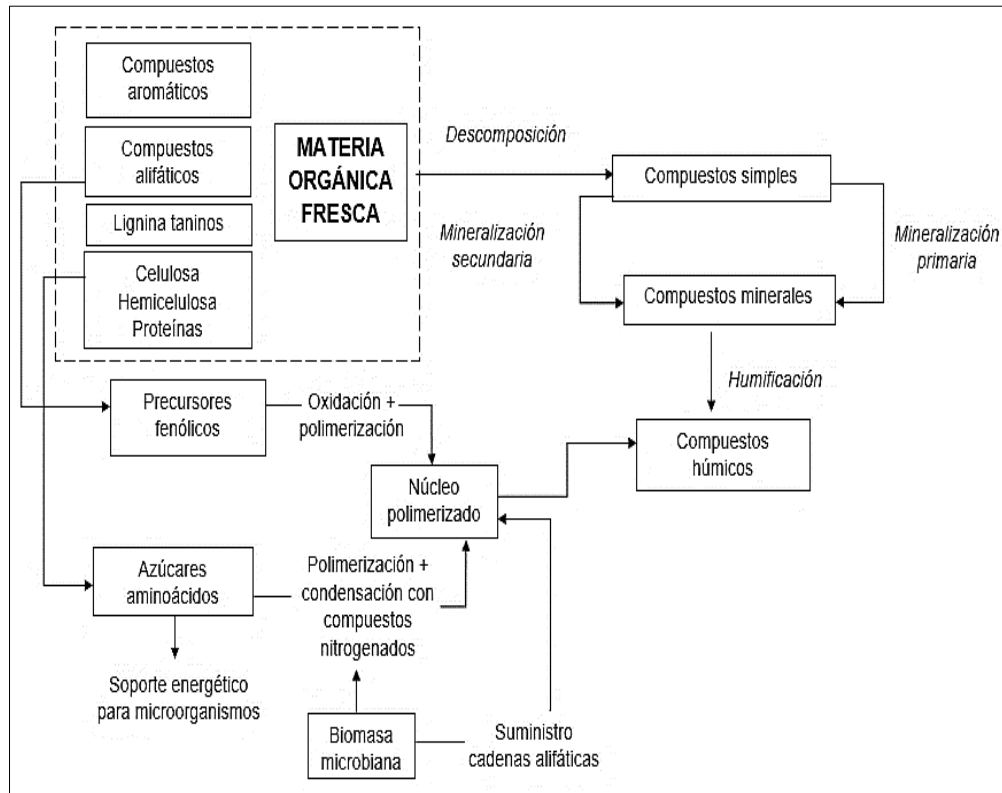 Compuestos
aromáticos
Compuestos
alifáticos
Lignina taninos
Celulosa
Hemicelulosa
Proteínas
MATERIA
ORGÁNICA
FRESCA
Descomposición
Compuestos simples
Mineralización
secundaria
Mineralización
primaria
Compuestos minerales
Humificación
Compuestos
húmicos
Precursores
fenólicos
Oxidación +
polimerización
Núcleo
polimerizado
Azúcares
aminoácidos
Polimerización +
condensación con
compuestos
nitrogenados
Soporte energético
para microorganismos
Biomasa
microbiana
Suministro
cadenas alifáticas